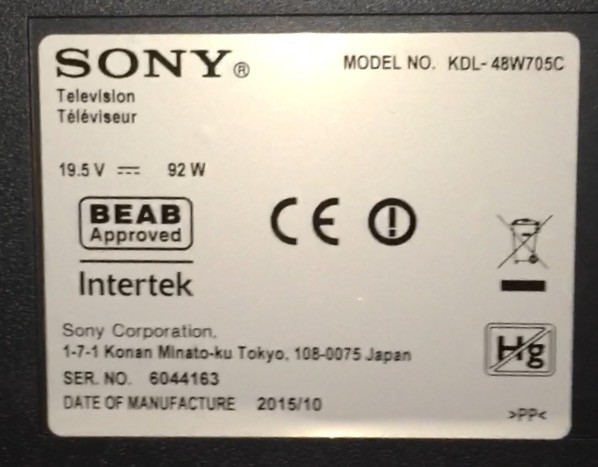 SONY®
MODEL NO. KDL-48W705C
Television
Téléviseur
19.5 V ⎓ 92 W
BEAB
Approved
Intertek
CE
Sony Corporation,
1-7-1 Konan Minato-ku Tokyo, 108-0075 Japan
Hg
SER. NO. 6044163
DATE OF MANUFACTURE 2015/10
>PP<